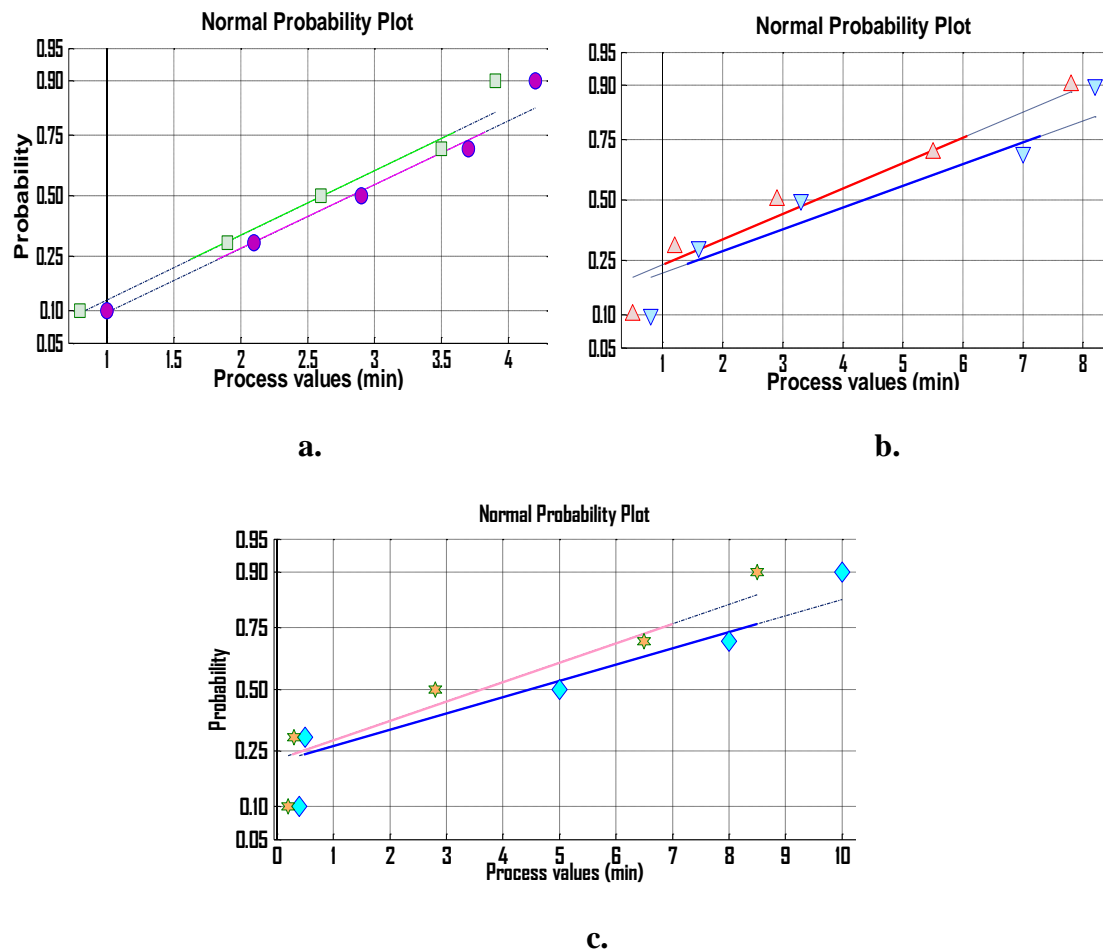 Normal Probability Plot
0.95
0.90
0.75
0.50
0.25
0.10
0.05
Probability
1 1.5 2 2.5 3 3.5 4
Process values (min)
a.
Normal Probability Plot
0.95
0.90
0.75
0.50
0.25
0.10
0.05
Probability
1 2 3 4 5 6 7 8
Process values (min)
b.
Normal Probability Plot
0.95
0.90
0.75
0.50
0.25
0.10
0.05
Probability
0 1 2 3 4 5 6 7 8 9 10
Process values (min)
c.